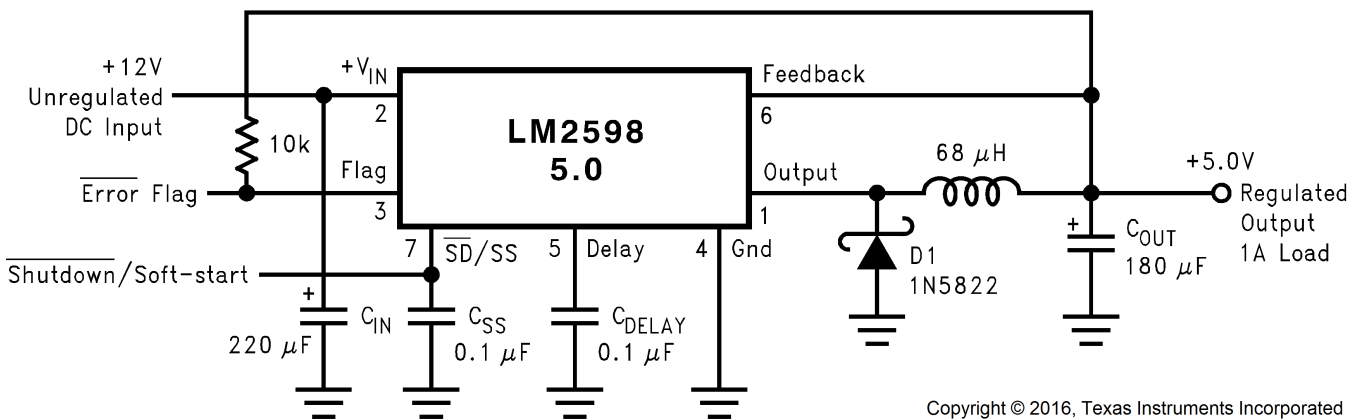 +12V
Unregulated
DC Input
+V_IN
2
LM2598
5.0
Feedback
6
10k
Flag
3
Error Flag
Output
1
68 µH
+5.0V
Regulated
Output
1A Load
7
SD/SS
5
Delay
4
Gnd
Shutdown/Soft-start
+
C_IN
220 µF
C_SS
0.1 µF
C_DELAY
0.1 µF
D1
1N5822
+
C_OUT
180 µF
Copyright © 2016, Texas Instruments Incorporated